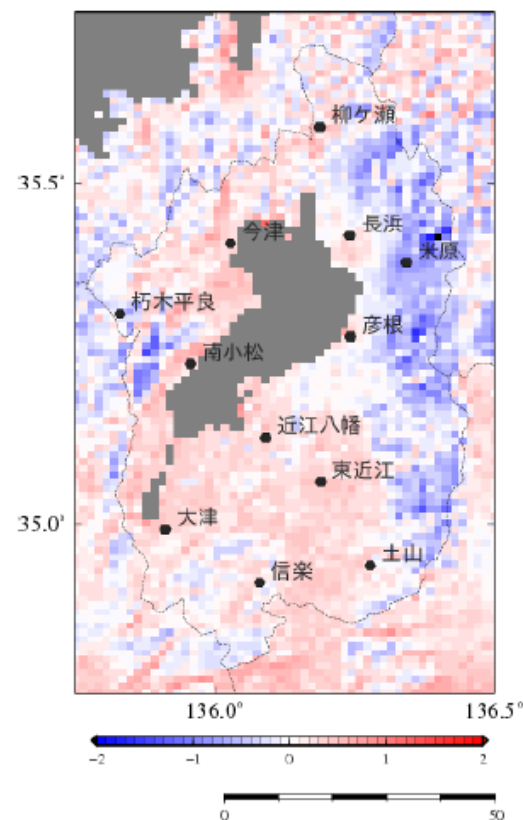 柳ケ瀬
35.5°
長浜
今津
米原
朽木平良
彦根
南小松
近江八幡
東近江
35.0°
大津
土山
信楽
136.0° 136.5°
-2 -1 0 1 2
0 50